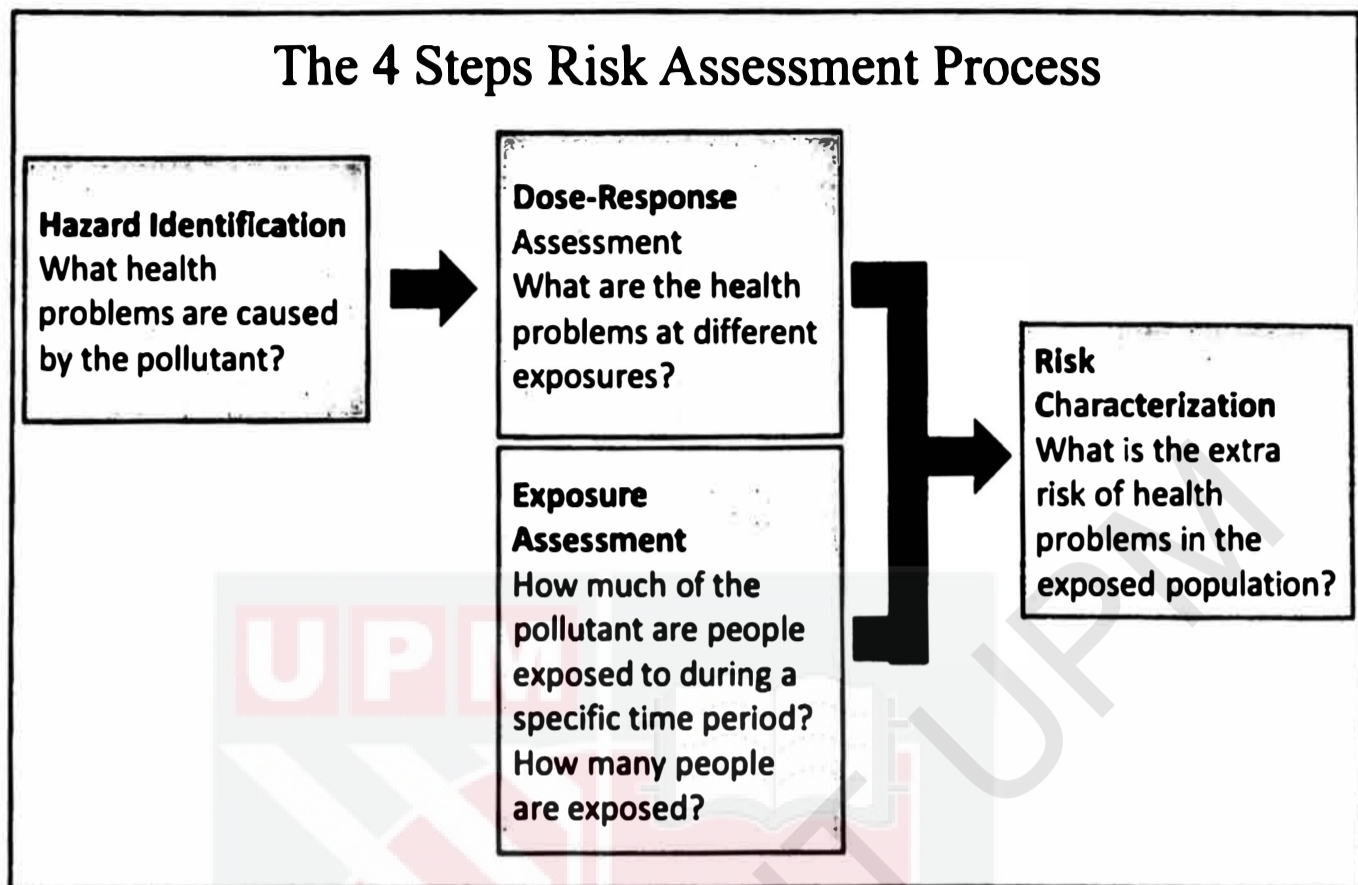 The 4 Steps Risk Assessment Process
Hazard Identification
What health
problems are caused
by the pollutant?
Dose-Response
Assessment
What are the health
problems at different
exposures?
Exposure
Assessment
How much of the
pollutant are people
exposed to during a
specific time period?
How many people
are exposed?
Risk
Characterization
What is the extra
risk of health
problems in the
exposed population?
UPM
UPM